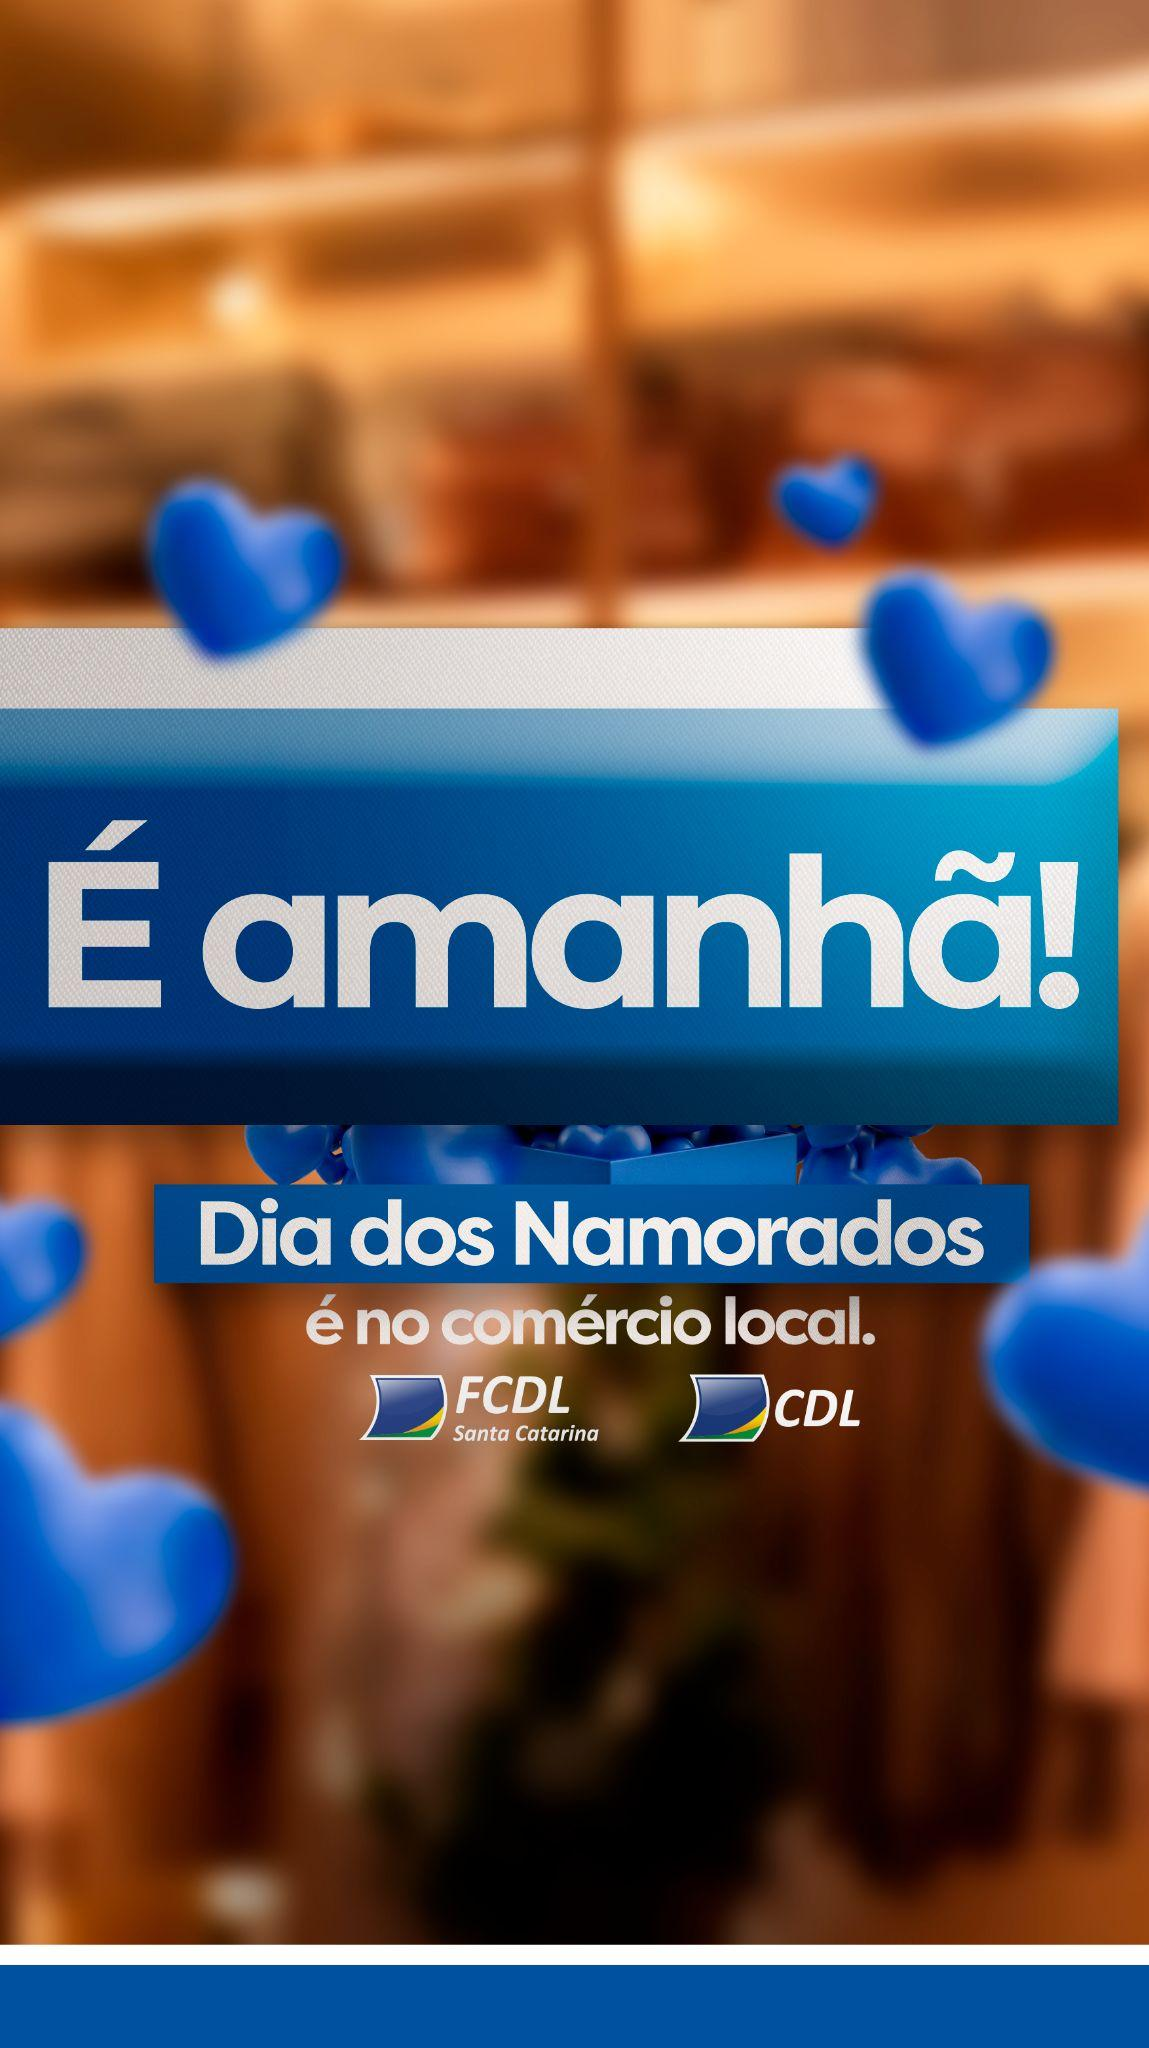 É amanhã!
Dia dos Namorados
é no comércio local.
FCDL
Santa Catarina
CDL